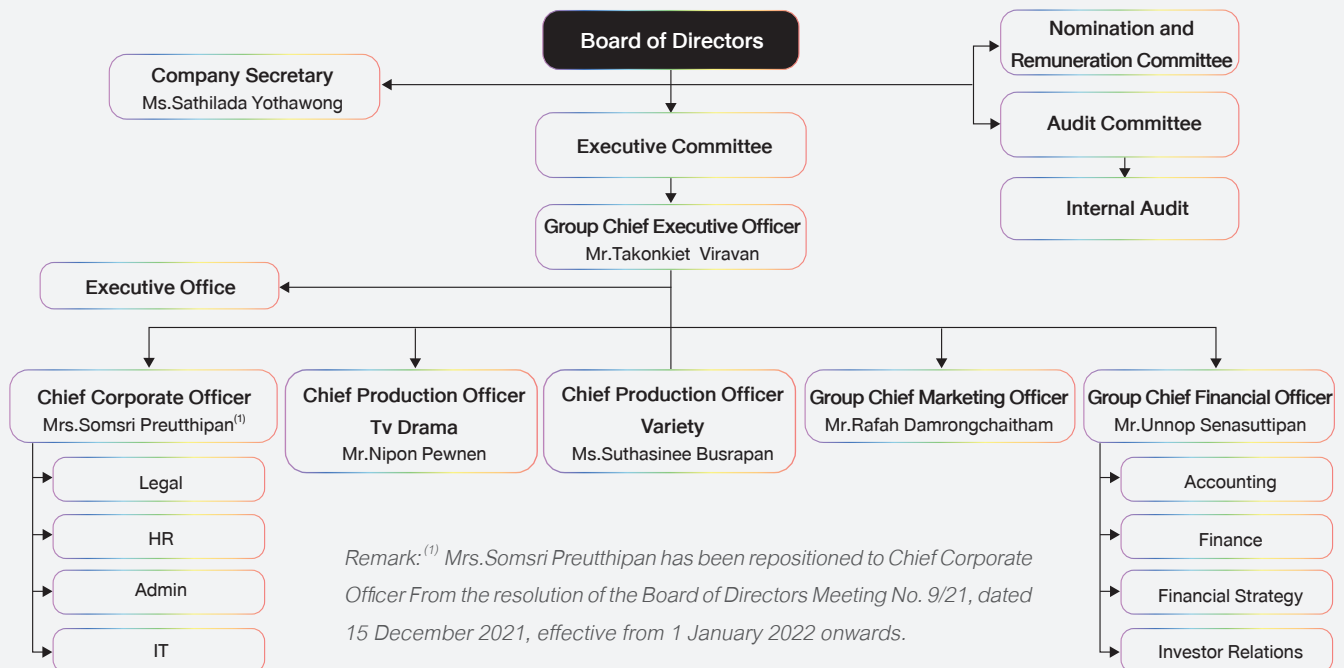 Board of Directors
Nomination and
Remuneration Committee
Company Secretary
Ms.Sathilada Yothawong
Audit Committee
Executive Committee
Internal Audit
Group Chief Executive Officer
Mr.Takonkiet Viravan
Executive Office
Chief Corporate Officer
Mrs.Somsri Preutthipan(1)
Chief Production Officer
Tv Drama
Mr.Nipon Pewnen
Chief Production Officer
Variety
Ms.Suthasinee Busrapan
Group Chief Marketing Officer
Mr.Rafah Damrongchaitham
Group Chief Financial Officer
Mr.Unnop Senasuttipan
Legal
HR
Admin
IT
Accounting
Finance
Financial Strategy
Investor Relations
Remark:(1) Mrs.Somsri Preutthipan has been repositioned to Chief Corporate
Officer From the resolution of the Board of Directors Meeting No. 9/21, dated
15 December 2021, effective from 1 January 2022 onwards.